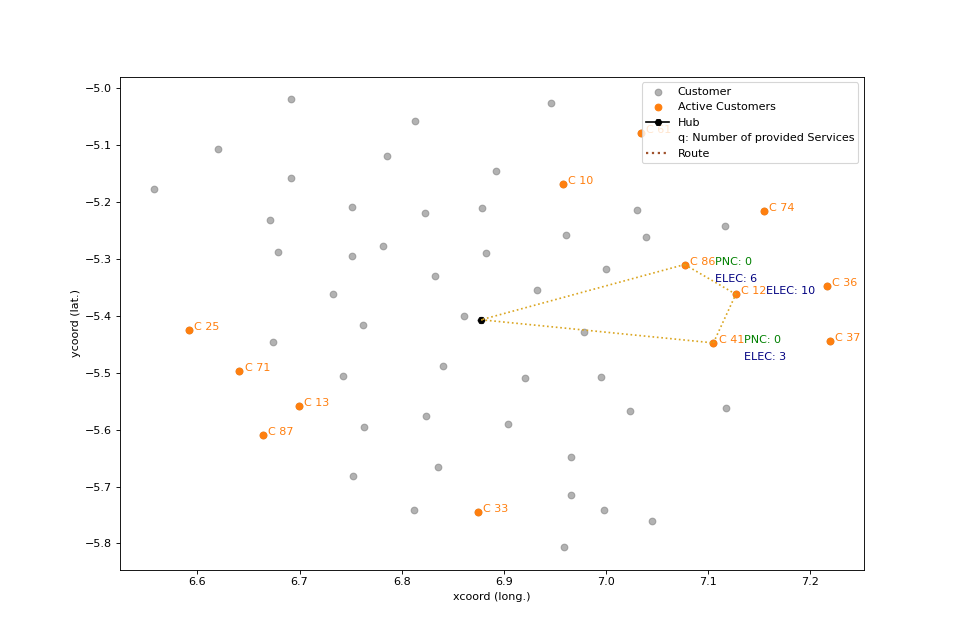 −5.0
−5.1
−5.2
−5.3
−5.4
−5.5
−5.6
−5.7
−5.8
ycoord (lat.)
6.6
6.7
6.8
6.9
7.0
7.1
7.2
xcoord (long.)
Customer
Active Customers
Hub
q: Number of provided Services
Route
C 10
C 74
C 86
PNC: 0
ELEC: 6
C 12
ELEC: 10
C 36
C 25
C 41
PNC: 0
ELEC: 3
C 37
C 71
C 13
C 87
C 33